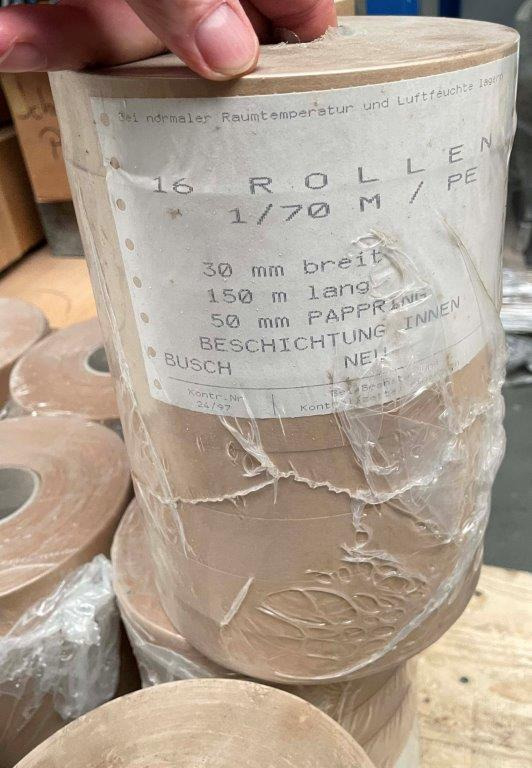 Bei normaler Raumtemperatur und Luftfeuchte lagern
16 ROLLEN
1/70 M / PE
30 mm breit
150 m lang
50 mm PAPPRING
BESCHICHTUNG INNEN
BUSCH NEU
Kontr.Nr
24/97